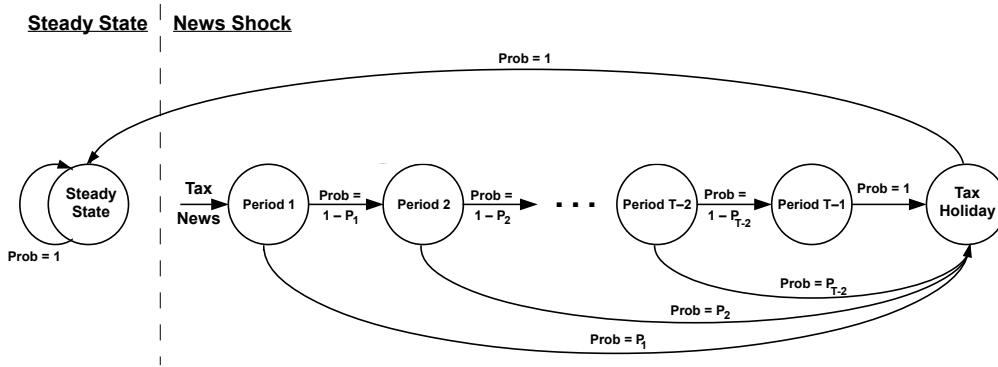 Steady State
News Shock
Prob = 1
Steady
State
Prob = 1
Tax
News
Period 1
Prob =
1 – P1
Period 2
Prob =
1 – P2
. . .
Period T–2
Prob =
1 – PT-2
Period T–1
Prob = 1
Tax
Holiday
Prob = PT-2
Prob = P2
Prob = P1